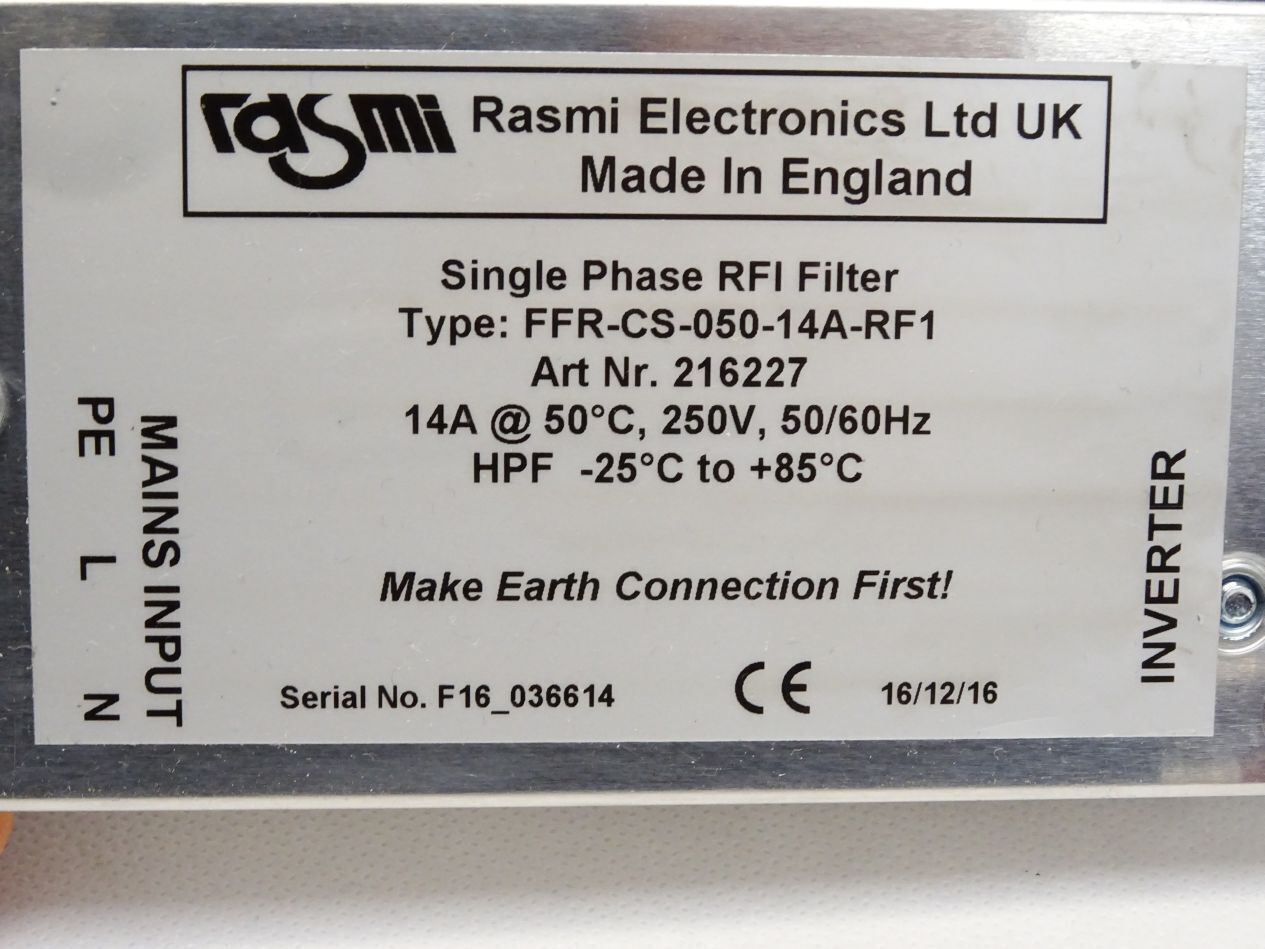 rasmi Rasmi Electronics Ltd UK
Made In England
Single Phase RFI Filter
Type: FFR-CS-050-14A-RF1
Art Nr. 216227
14A @ 50°C, 250V, 50/60Hz
HPF -25°C to +85°C
Make Earth Connection First!
Serial No. F16_036614 CE 16/12/16
MAINS INPUT
PE L N
INVERTER